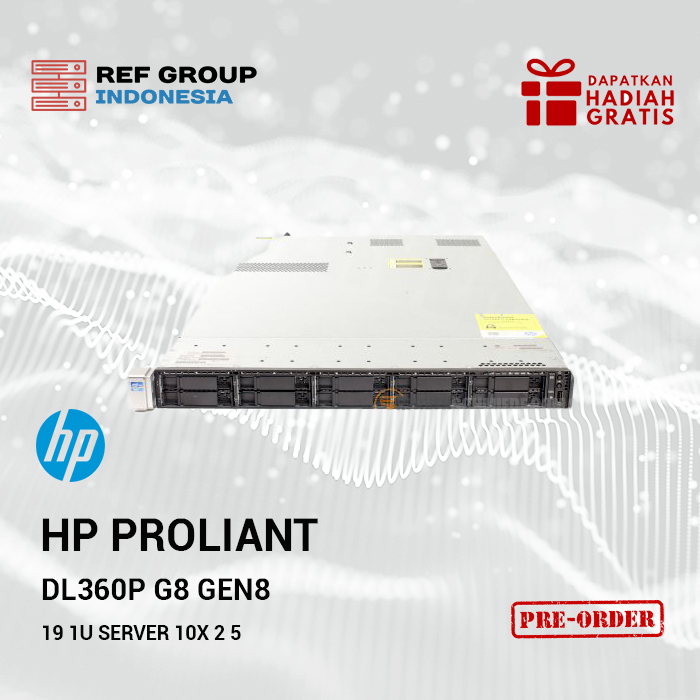 REF GROUP
INDONESIA
DAPATKAN
HADIAH
GRATIS
hp
HP PROLIANT
DL360P G8 GEN8
19 1U SERVER 10X 2 5
PRE-ORDER